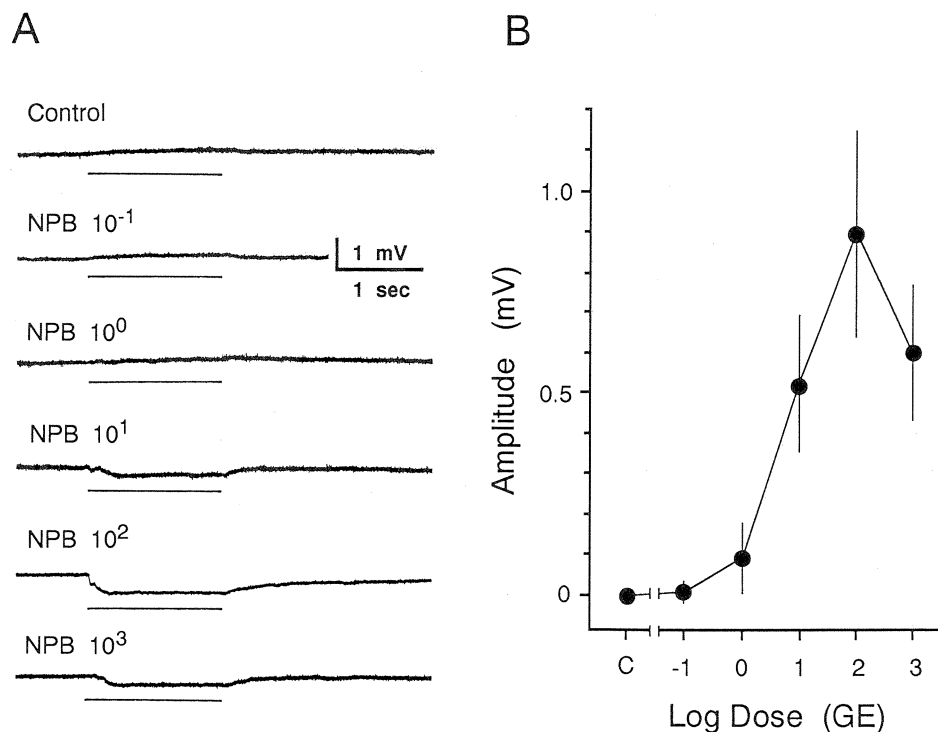 A
Control
NPB 10⁻¹
1 mV
1 sec
NPB 10⁰
NPB 10¹
NPB 10²
NPB 10³
B
Amplitude (mV)
1.0
0.5
0
C -1 0 1 2 3
Log Dose (GE)